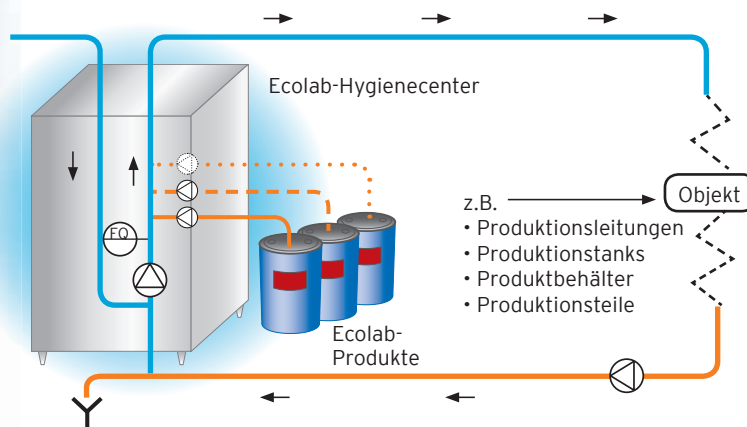 Ecolab-Hygienecenter
FQ
z.B.
Objekt
• Produktionsleitungen
• Produktionstanks
• Produktbehälter
• Produktionsteile
Ecolab-
Produkte